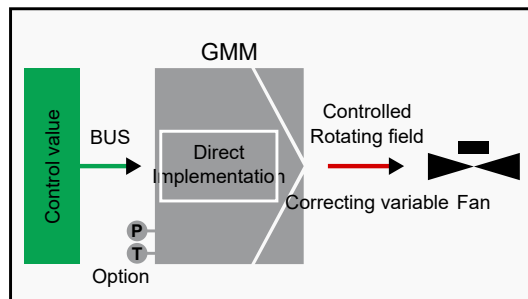 GMM
Control value
BUS
Direct
Implementation
Controlled
Rotating field
Correcting variable Fan
P
T
Option